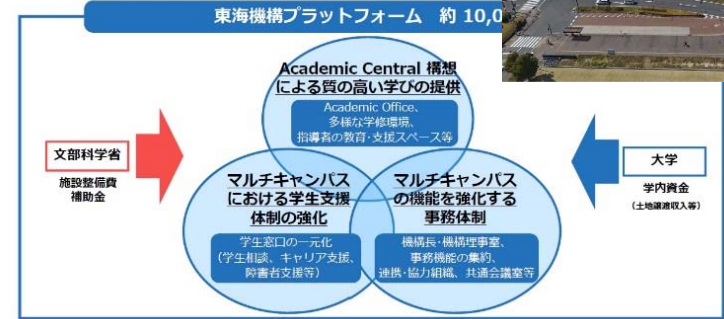 東海機構プラットフォーム 約 10,0
Academic Central 構想
による質の高い学びの提供
Academic Office、
多様な学修環境、
指導者の教育・支援スペース等
文部科学省
施設整備費
補助金
大学
学内資金
(土地譲渡収入等)
マルチキャンパス
における学生支援
体制の強化
学生窓口の一元化
(学生相談、キャリア支援、
障害者支援等)
マルチキャンパス
の機能を強化する
事務体制
機構長・機構理事室、
事務機能の集約、
連携・協力組織、共通会議室等